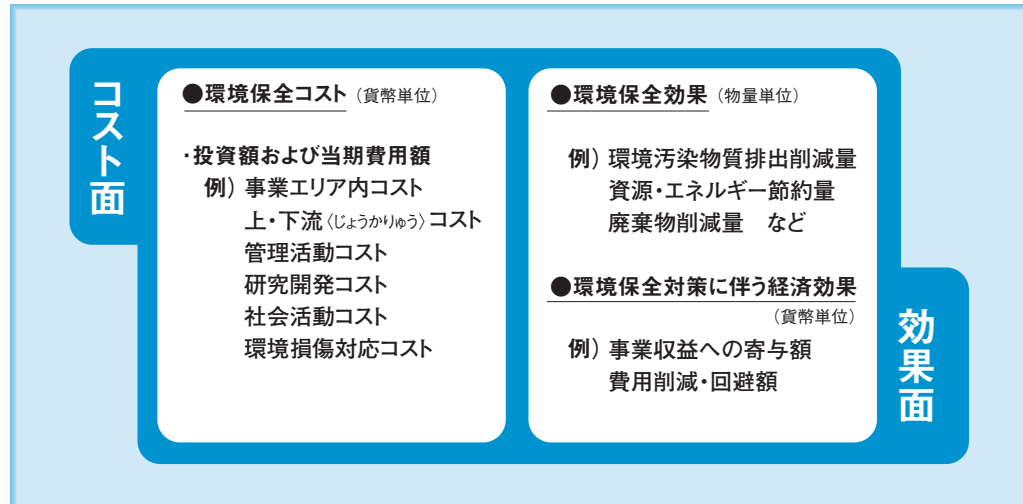 コスト面
●環境保全コスト（貨幣単位）
・投資額および当期費用額
例）事業エリア内コスト
上・下流〈じょうかりゅう〉コスト
管理活動コスト
研究開発コスト
社会活動コスト
環境損傷対応コスト
●環境保全効果（物量単位）
例）環境汚染物質排出削減量
資源・エネルギー節約量
廃棄物削減量　など
●環境保全対策に伴う経済効果
（貨幣単位）
例）事業収益への寄与額
費用削減・回避額
効果面